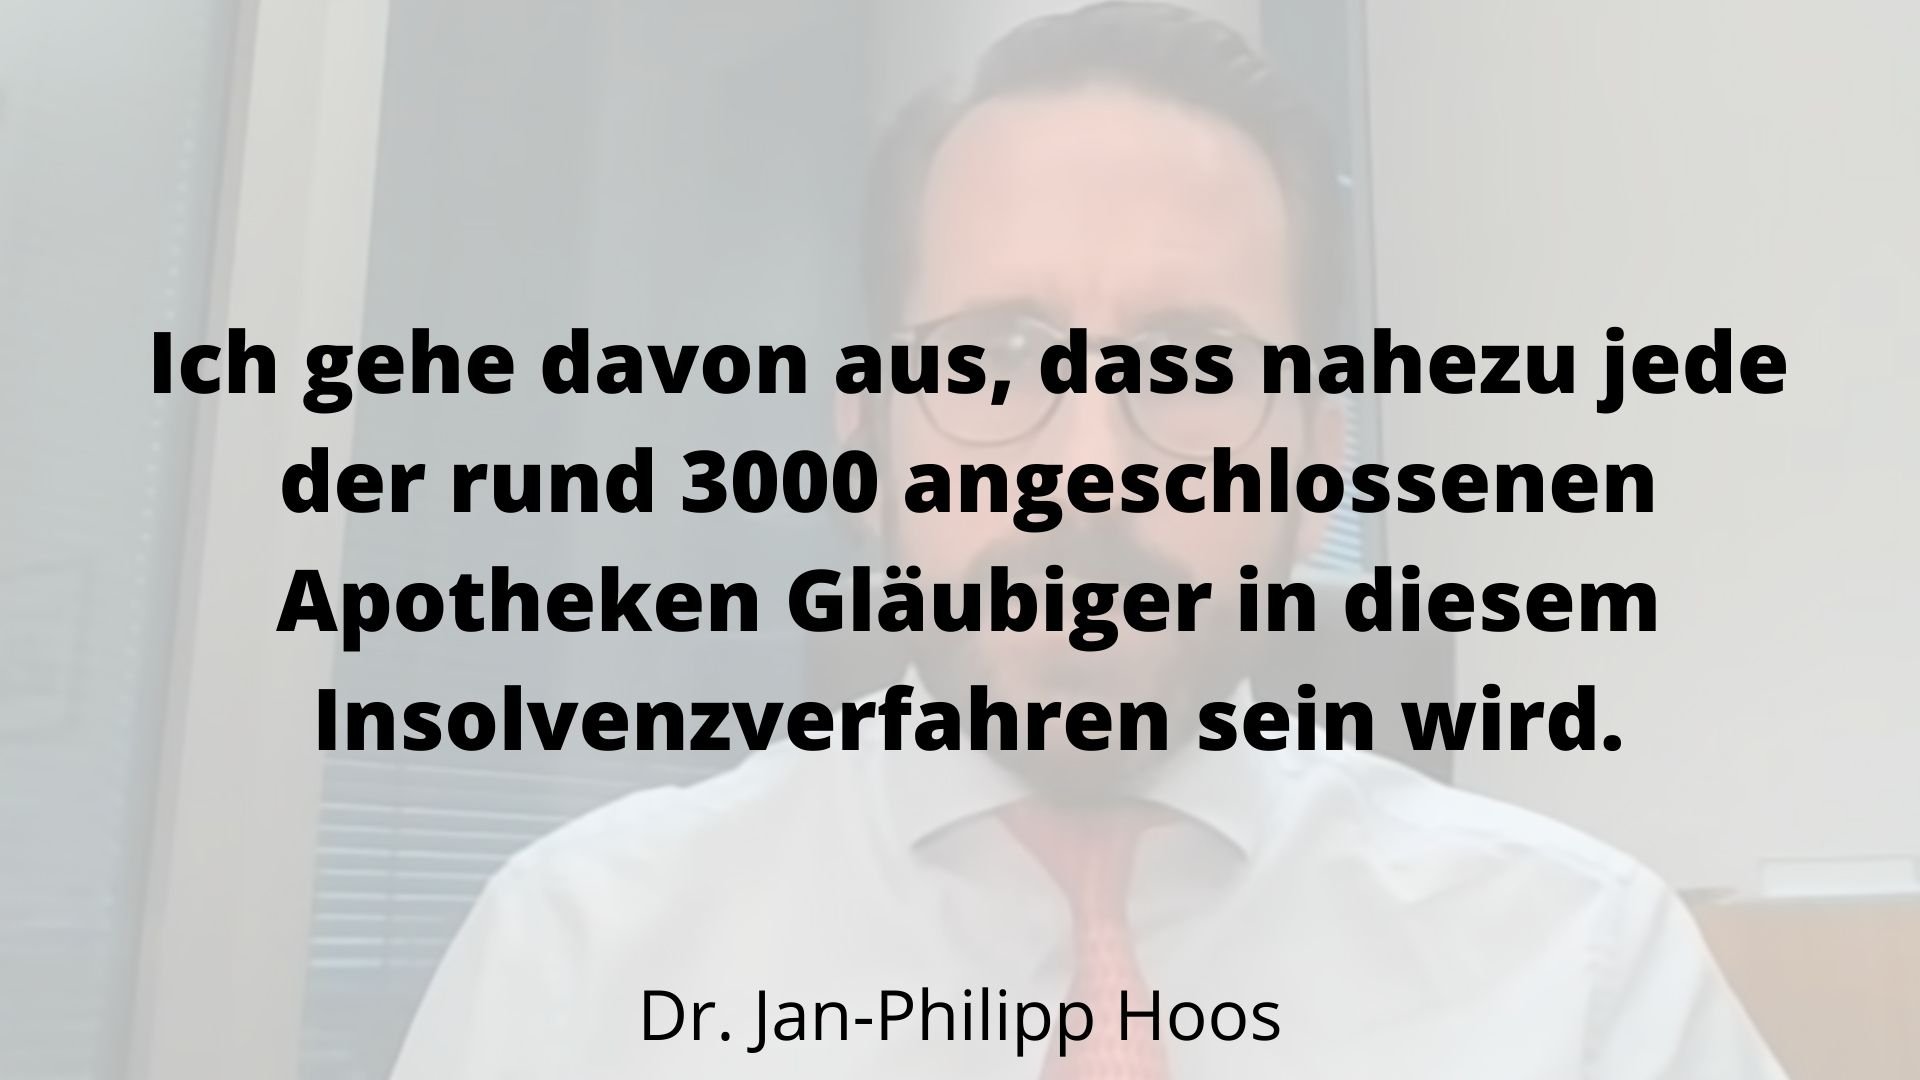 Ich gehe davon aus, dass nahezu jede
der rund 3000 angeschlossenen
Apotheken Gläubiger in diesem
Insolvenzverfahren sein wird.
Dr. Jan-Philipp Hoos